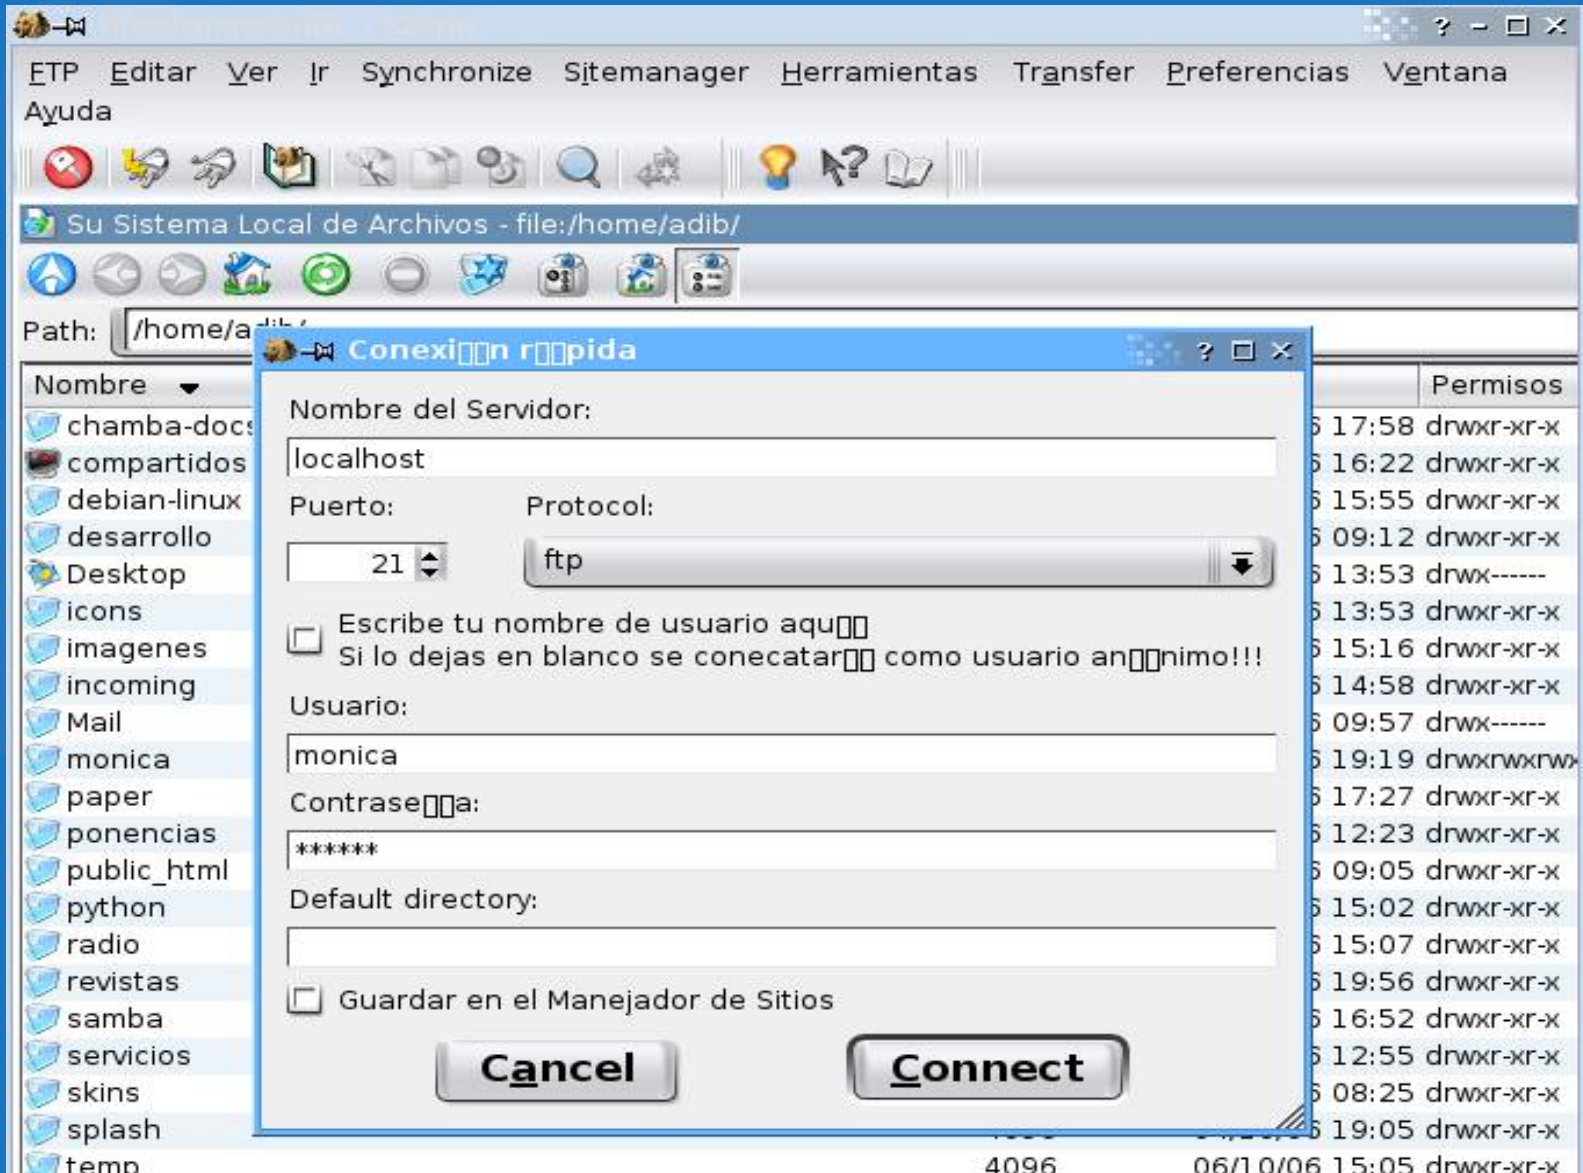 FTP Editar Ver Ir Synchronize Sitemanager Herramientas Transfer Preferencias Ventana
Ayuda
Su Sistema Local de Archivos - file:/home/adib/
Path: /home/adib/
Nombre Permisos
Conexi▯▯n r▯▯pida
Nombre del Servidor:
localhost
Puerto: Protocol:
21 ftp
Escribe tu nombre de usuario aqu▯▯
Si lo dejas en blanco se conecatar▯▯ como usuario an▯▯nimo!!!
Usuario:
monica
Contrase▯▯a:
******
Default directory:
Guardar en el Manejador de Sitios
Cancel Connect
chamba-docs 17:58 drwxr-xr-x
compartidos 16:22 drwxr-xr-x
debian-linux 15:55 drwxr-xr-x
desarrollo 09:12 drwxr-xr-x
Desktop 13:53 drwx------
icons 13:53 drwxr-xr-x
imagenes 15:16 drwxr-xr-x
incoming 14:58 drwxr-xr-x
Mail 09:57 drwx------
monica 19:19 drwxrwxrwx
paper 17:27 drwxr-xr-x
ponencias 12:23 drwxr-xr-x
public_html 09:05 drwxr-xr-x
python 15:02 drwxr-xr-x
radio 15:07 drwxr-xr-x
revistas 19:56 drwxr-xr-x
samba 16:52 drwxr-xr-x
servicios 12:55 drwxr-xr-x
skins 08:25 drwxr-xr-x
splash 4096 19:05 drwxr-xr-x
temp 4096 06/10/06 15:05 drwxr-xr-x